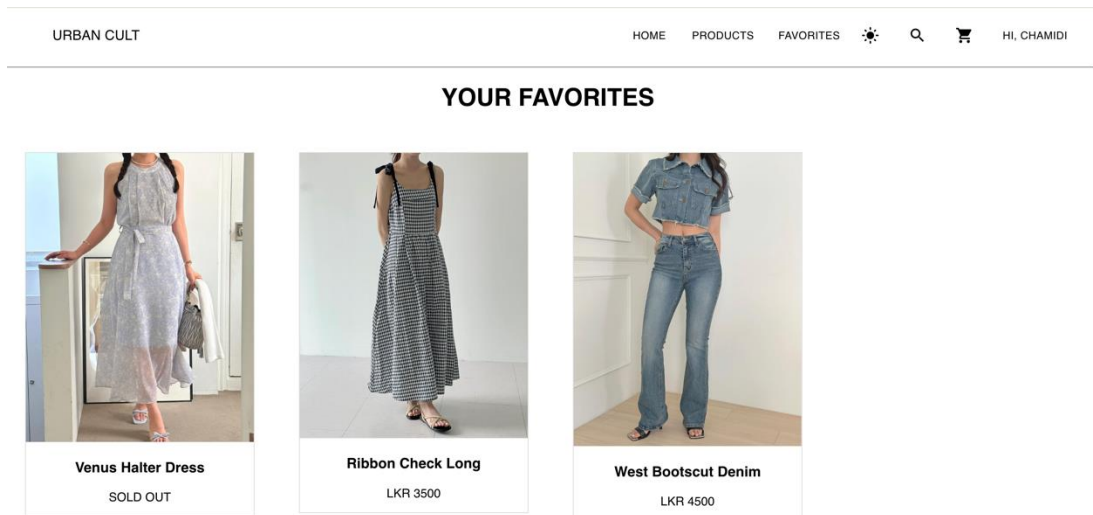 URBAN CULT
HOME PRODUCTS FAVORITES HI, CHAMIDI
YOUR FAVORITES
Venus Halter Dress
SOLD OUT
Ribbon Check Long
LKR 3500
West Bootscut Denim
LKR 4500